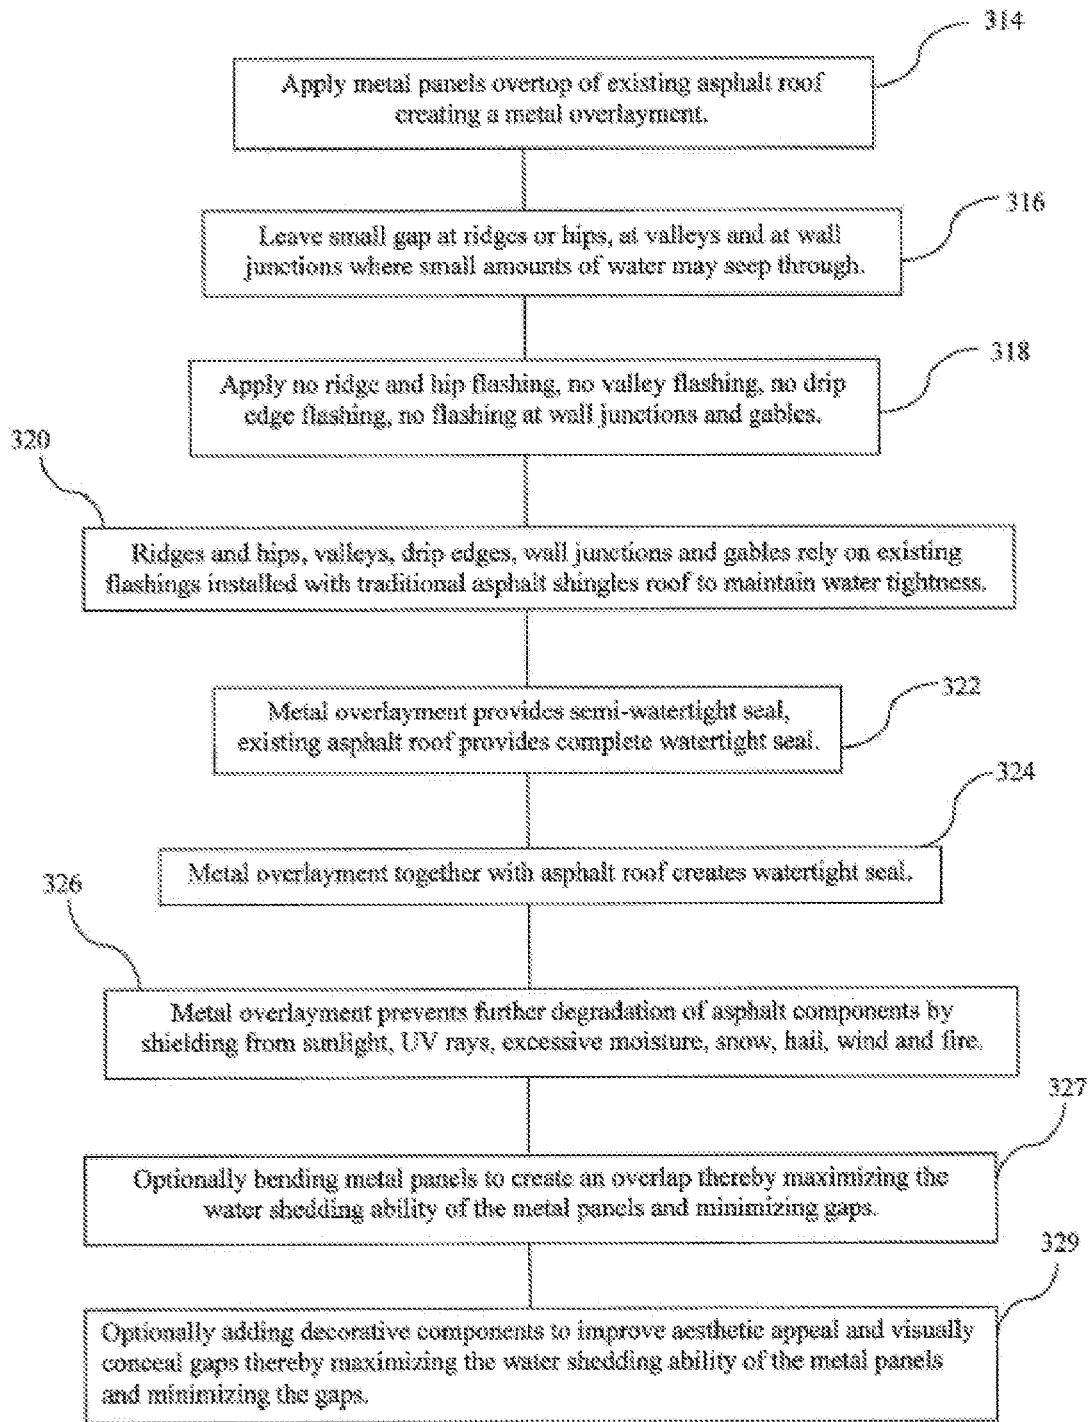 314
Apply metal panels overtop of existing asphalt roof
creating a metal overlayment.
316
Leave small gap at ridges or hips, at valleys and at wall
junctions where small amounts of water may seep through.
318
Apply no ridge and hip flashing, no valley flashing, no drip
edge flashing, no flashing at wall junctions and gables.
320
Ridges and hips, valleys, drip edges, wall junctions and gables rely on existing
flashings installed with traditional asphalt shingles roof to maintain water tightness.
322
Metal overlayment provides semi-watertight seal,
existing asphalt roof provides complete watertight seal.
324
Metal overlayment together with asphalt roof creates watertight seal.
326
Metal overlayment prevents further degradation of asphalt components by
shielding from sunlight, UV rays, excessive moisture, snow, hail, wind and fire.
327
Optionally bending metal panels to create an overlap thereby maximizing the
water shedding ability of the metal panels and minimizing gaps.
329
Optionally adding decorative components to improve aesthetic appeal and visually
conceal gaps thereby maximizing the water shedding ability of the metal panels
and minimizing the gaps.